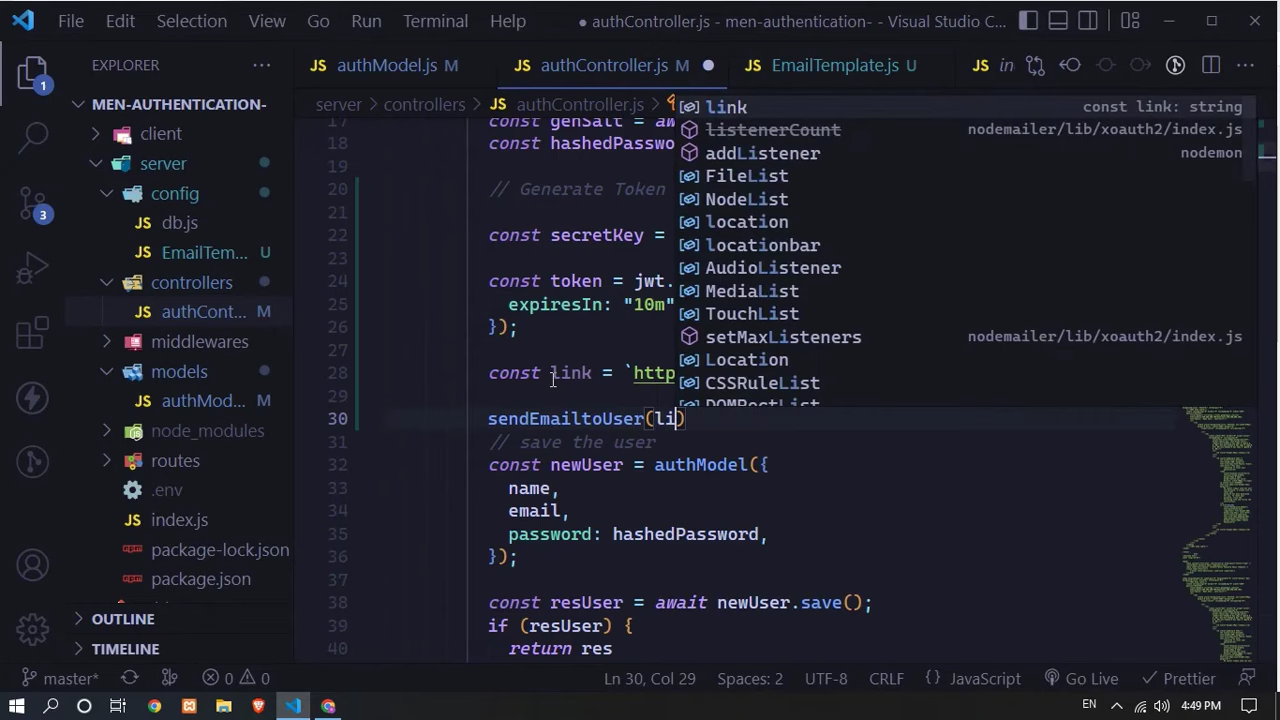 File Edit Selection View Go Run Terminal Help ● authController.js - men-authentication- - Visual Studio C...
EXPLORER ...
JS authModel.js M JS authController.js M ● JS EmailTemplate.js U JS in
server > controllers > JS authController.js >
MEN-AUTHENTICATION-
client
server
config
JS db.js
JS EmailTem... U
controllers
JS authCont... M
middlewares
models
JS authMod... M
node_modules
routes
.env
JS index.js
package-lock.json
package.json
OUTLINE
TIMELINE
1
3
17 const genSalt = aw
18 const hashedPasswo
19
20 // Generate Token
21
22 const secretKey =
23
24 const token = jwt.
25 expiresIn: "10m"
26 });
27
28 const link = `http
29
30 sendEmailtoUser(li)
31 // save the user
32 const newUser = authModel({
33 name,
34 email,
35 password: hashedPassword,
36 });
37
38 const resUser = await newUser.save();
39 if (resUser) {
40 return res
link const link: string
listenerCount nodemailer/lib/xoauth2/index.js
addListener nodemon
FileList
NodeList
location
locationbar
AudioListener
MediaList
TouchList
setMaxListeners nodemailer/lib/xoauth2/index.js
Location
CSSRuleList
DOMRectList
master* 0 0 Ln 30, Col 29 Spaces: 2 UTF-8 CRLF {} JavaScript Go Live Prettier
EN 4:49 PM